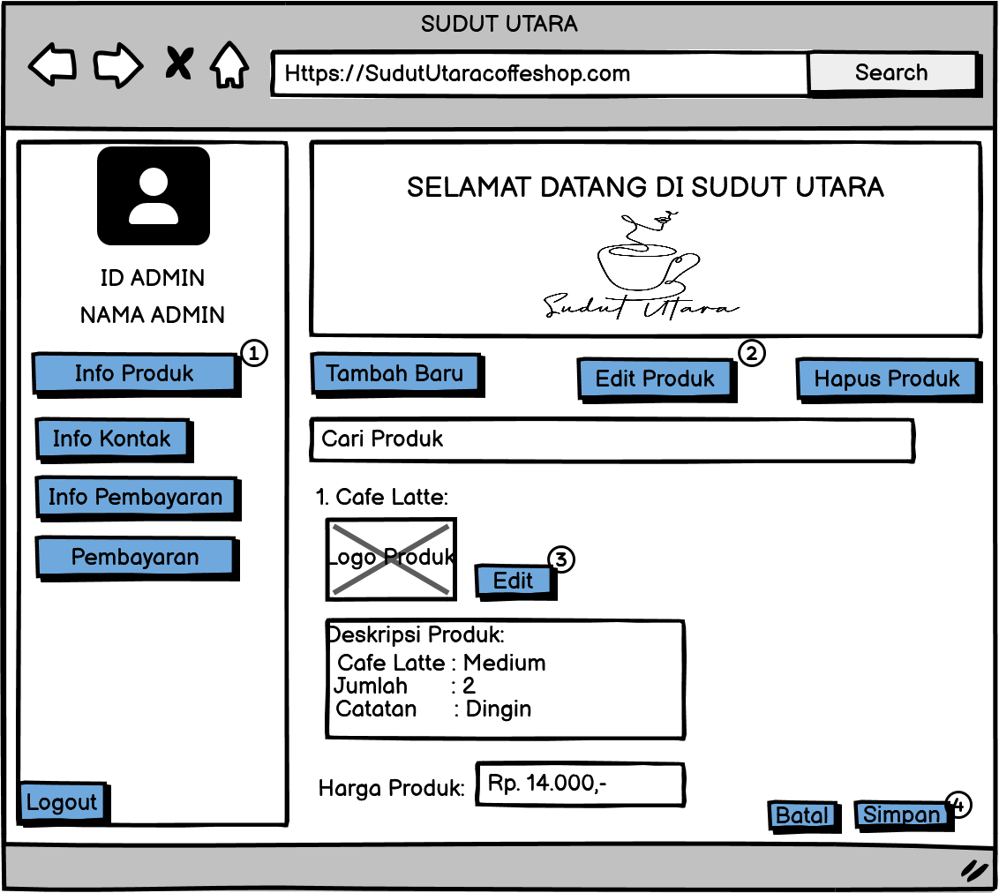 SUDUT UTARA
Https://SudutUtaracoffeshop.com
Search
ID ADMIN
NAMA ADMIN
Info Produk
1
Info Kontak
Info Pembayaran
Pembayaran
Logout
SELAMAT DATANG DI SUDUT UTARA
Sudut Utara
Tambah Baru
Edit Produk
2
Hapus Produk
Cari Produk
1. Cafe Latte:
Logo Produk
Edit
3
Deskripsi Produk:
Cafe Latte : Medium
Jumlah : 2
Catatan : Dingin
Harga Produk:
Rp. 14.000,-
Batal
Simpan
4